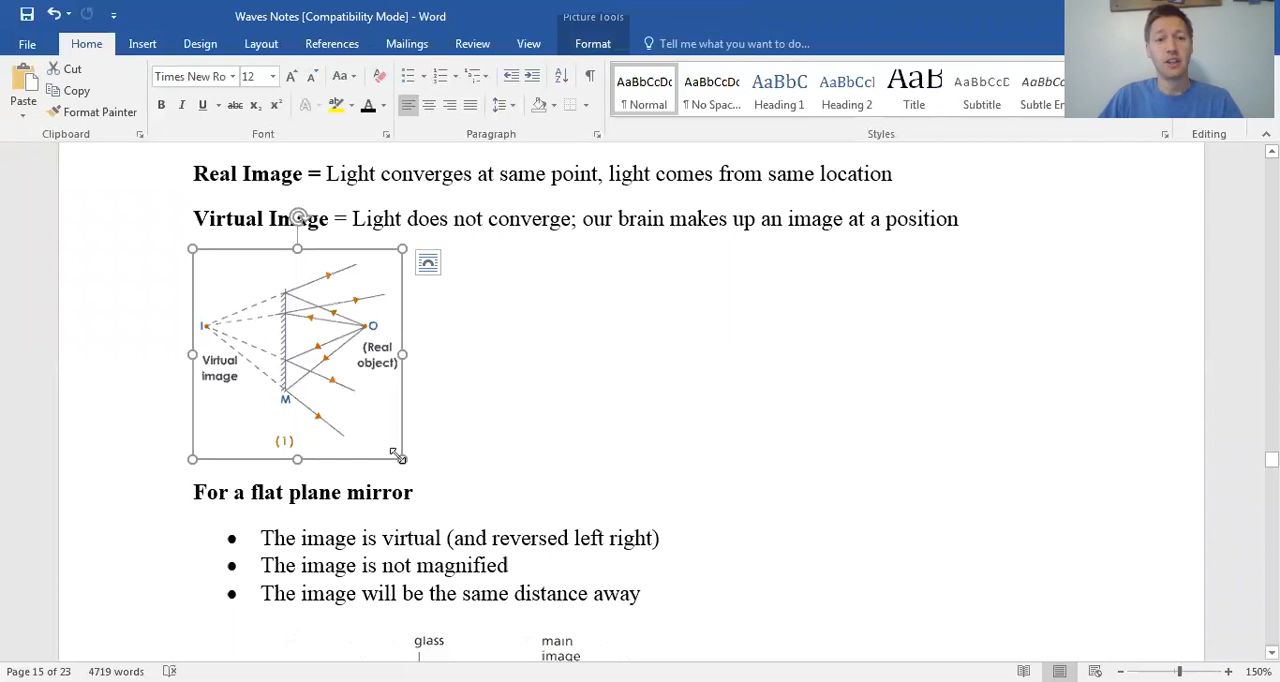 Waves Notes [Compatibility Mode] - Word
Picture Tools
File Home Insert Design Layout References Mailings Review View Format Tell me what you want to do...
Paste
Cut
Copy
Format Painter
Times New Ro 12
Aa
B I U abc x₂ x² A A
AaBbCcDc AaBbCcDc AaBbC AaBbCcI AaB AaBbCcD AaBbCcD
¶ Normal ¶ No Spac... Heading 1 Heading 2 Title Subtitle Subtle Em
Clipboard Font Paragraph Styles Editing
Real Image = Light converges at same point, light comes from same location
Virtual Image = Light does not converge; our brain makes up an image at a position
I
O
Virtual
image
(Real
object)
M
(1)
For a flat plane mirror
• The image is virtual (and reversed left right)
• The image is not magnified
• The image will be the same distance away
glass main
image
Page 15 of 23 4719 words
150%